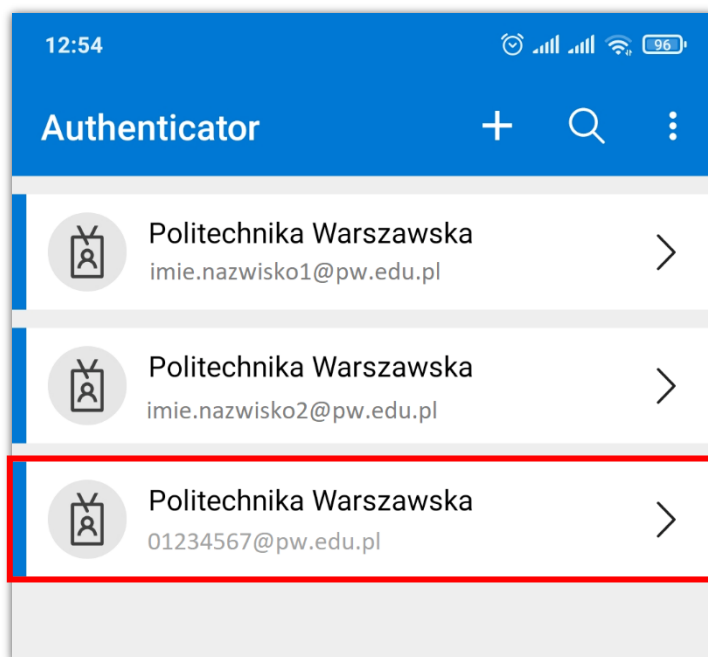 12:54
96
Authenticator
Politechnika Warszawska
imie.nazwisko1@pw.edu.pl
Politechnika Warszawska
imie.nazwisko2@pw.edu.pl
Politechnika Warszawska
01234567@pw.edu.pl